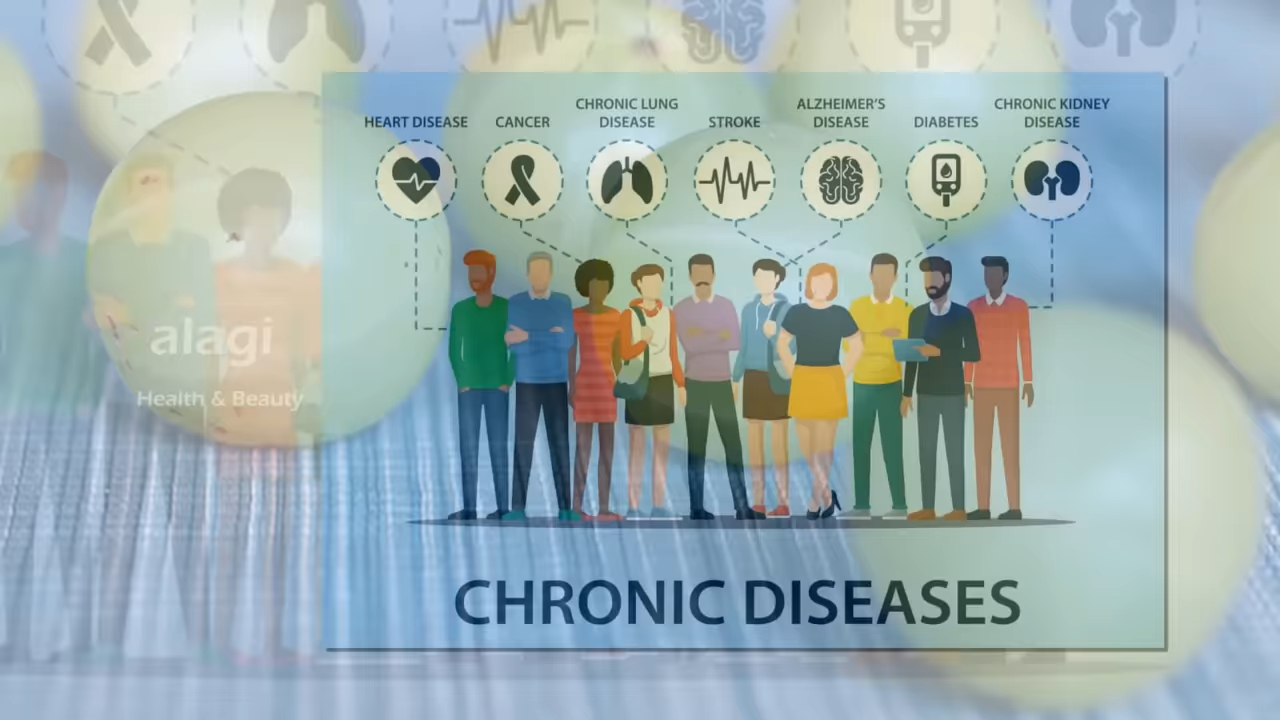 HEART DISEASE
CANCER
CHRONIC LUNG
DISEASE
STROKE
ALZHEIMER'S
DISEASE
DIABETES
CHRONIC KIDNEY
DISEASE
alagi
Health & Beauty
CHRONIC DISEASES